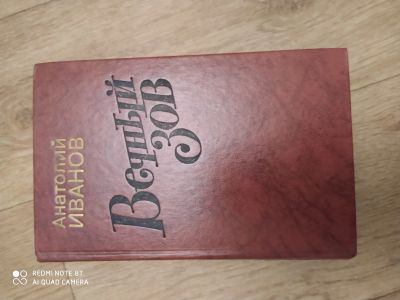 Анатолий
ИВАНОВ
Вечный
зов
REDMI NOTE 8T
AI QUAD CAMERA